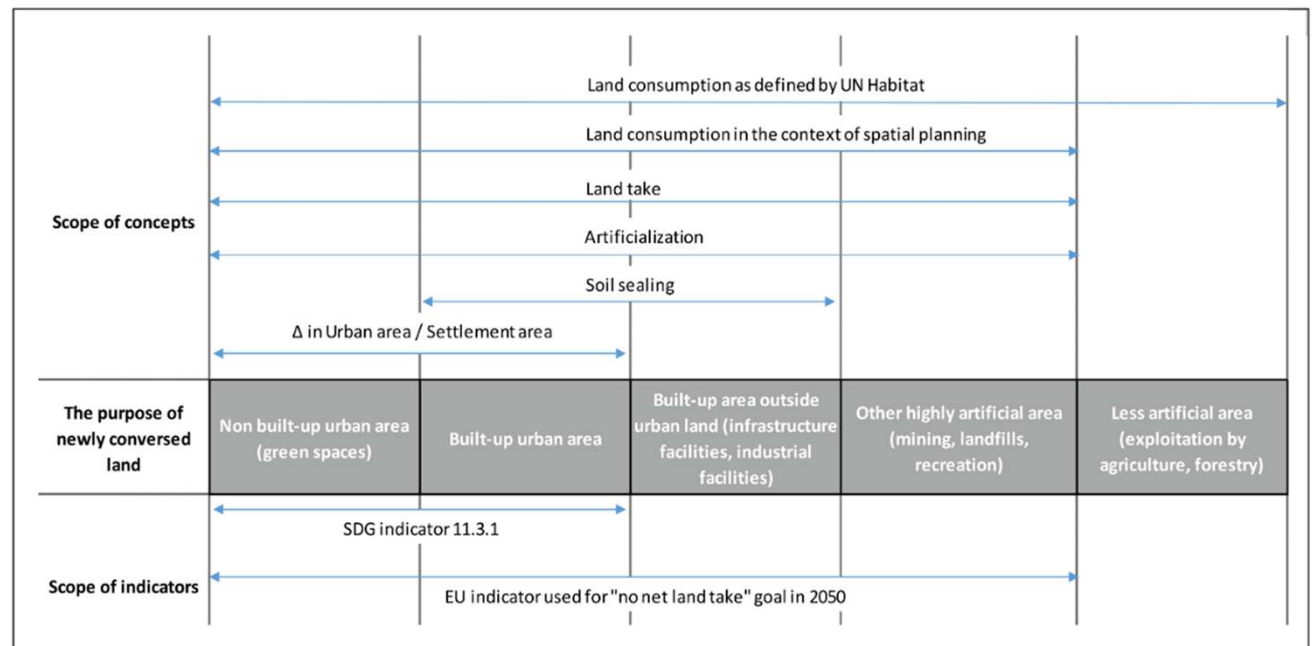 Land consumption as defined by UN Habitat
Land consumption in the context of spatial planning
Land take
Scope of concepts
Artificialization
Soil sealing
Δ in Urban area / Settlement area
The purpose of
newly conversed
land
Non built-up urban area
(green spaces)
Built-up urban area
Built-up area outside
urban land (infrastructure
facilities, industrial
facilities)
Other highly artificial area
(mining, landfills,
recreation)
Less artificial area
(exploitation by
agriculture, forestry)
SDG indicator 11.3.1
Scope of indicators
EU indicator used for "no net land take" goal in 2050